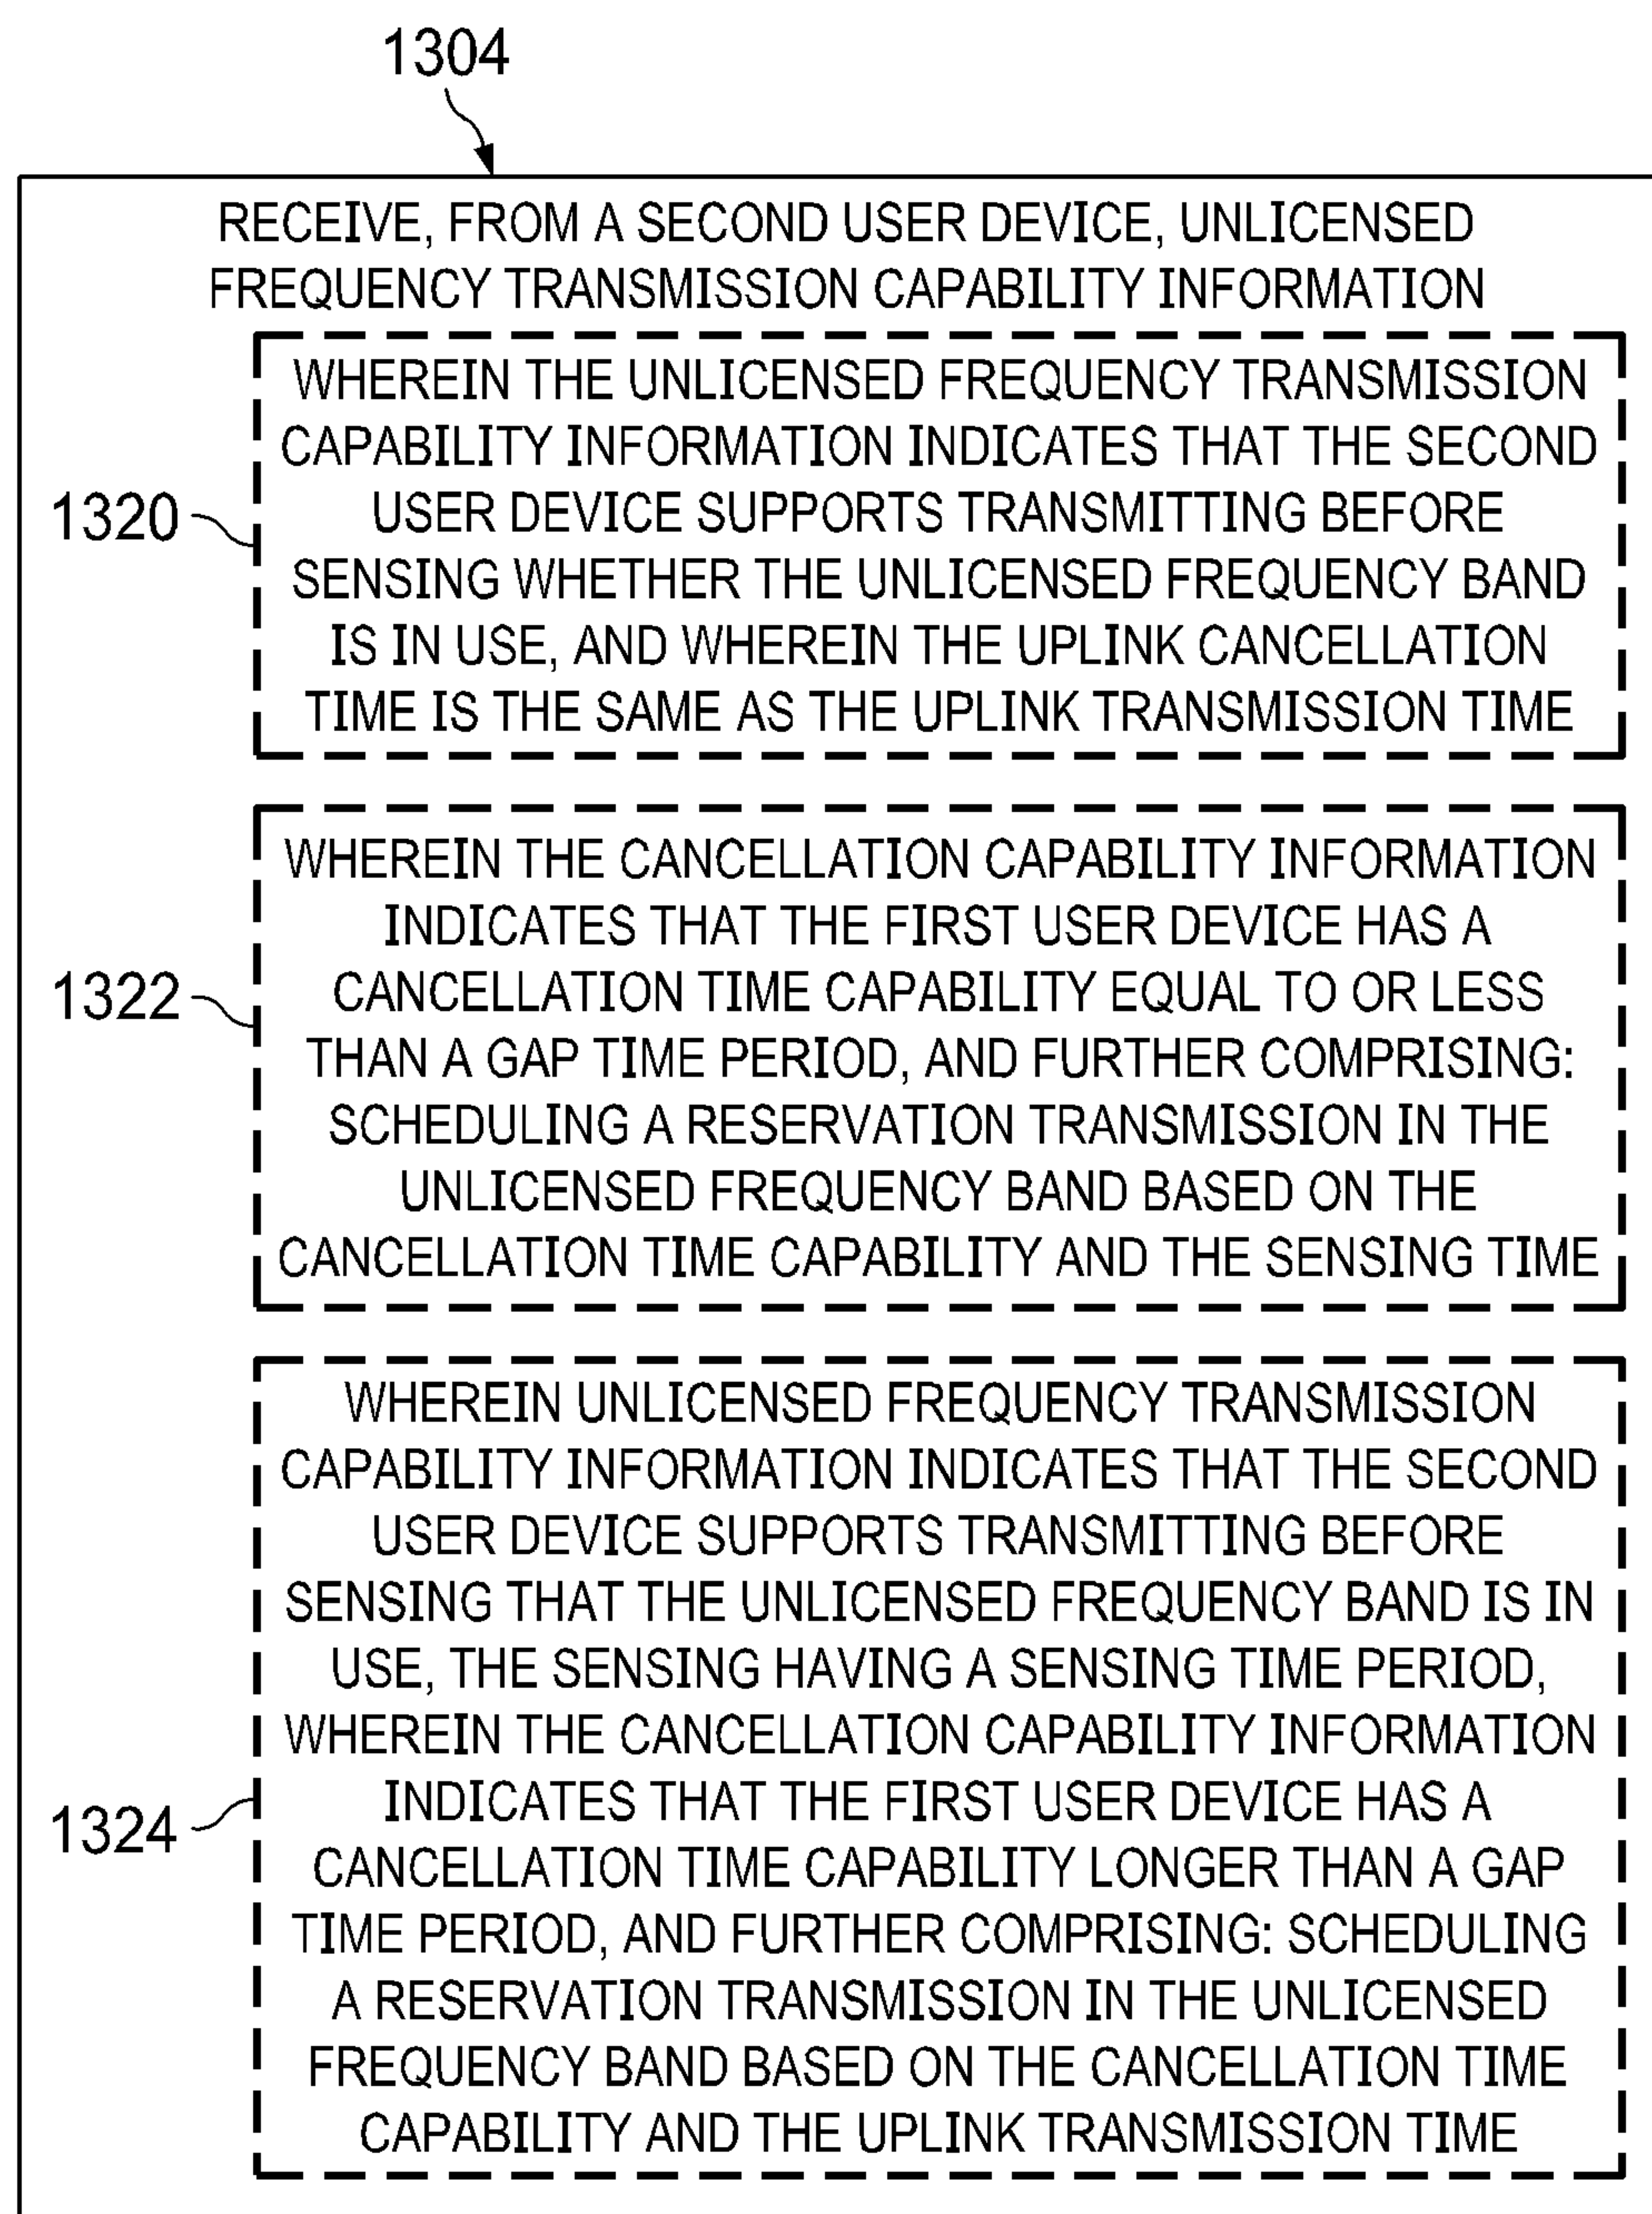 1304
RECEIVE, FROM A SECOND USER DEVICE, UNLICENSED
FREQUENCY TRANSMISSION CAPABILITY INFORMATION
WHEREIN THE UNLICENSED FREQUENCY TRANSMISSION
CAPABILITY INFORMATION INDICATES THAT THE SECOND
USER DEVICE SUPPORTS TRANSMITTING BEFORE
SENSING WHETHER THE UNLICENSED FREQUENCY BAND
IS IN USE, AND WHEREIN THE UPLINK CANCELLATION
TIME IS THE SAME AS THE UPLINK TRANSMISSION TIME
1320
WHEREIN THE CANCELLATION CAPABILITY INFORMATION
INDICATES THAT THE FIRST USER DEVICE HAS A
CANCELLATION TIME CAPABILITY EQUAL TO OR LESS
THAN A GAP TIME PERIOD, AND FURTHER COMPRISING:
SCHEDULING A RESERVATION TRANSMISSION IN THE
UNLICENSED FREQUENCY BAND BASED ON THE
CANCELLATION TIME CAPABILITY AND THE SENSING TIME
1322
WHEREIN UNLICENSED FREQUENCY TRANSMISSION
CAPABILITY INFORMATION INDICATES THAT THE SECOND
USER DEVICE SUPPORTS TRANSMITTING BEFORE
SENSING THAT THE UNLICENSED FREQUENCY BAND IS IN
USE, THE SENSING HAVING A SENSING TIME PERIOD,
WHEREIN THE CANCELLATION CAPABILITY INFORMATION
INDICATES THAT THE FIRST USER DEVICE HAS A
CANCELLATION TIME CAPABILITY LONGER THAN A GAP
TIME PERIOD, AND FURTHER COMPRISING: SCHEDULING
A RESERVATION TRANSMISSION IN THE UNLICENSED
FREQUENCY BAND BASED ON THE CANCELLATION TIME
CAPABILITY AND THE UPLINK TRANSMISSION TIME
1324